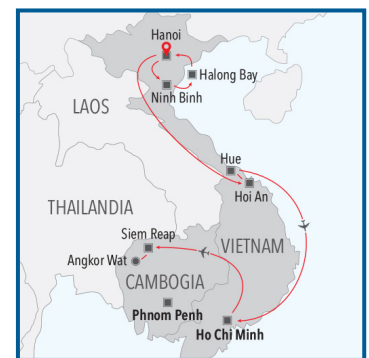 Hanoi
Halong Bay
Ninh Binh
LAOS
Hue
Hoi An
THAILANDIA
Siem Reap
VIETNAM
Angkor Wat
CAMBOGIA
Phnom Penh
Ho Chi Minh